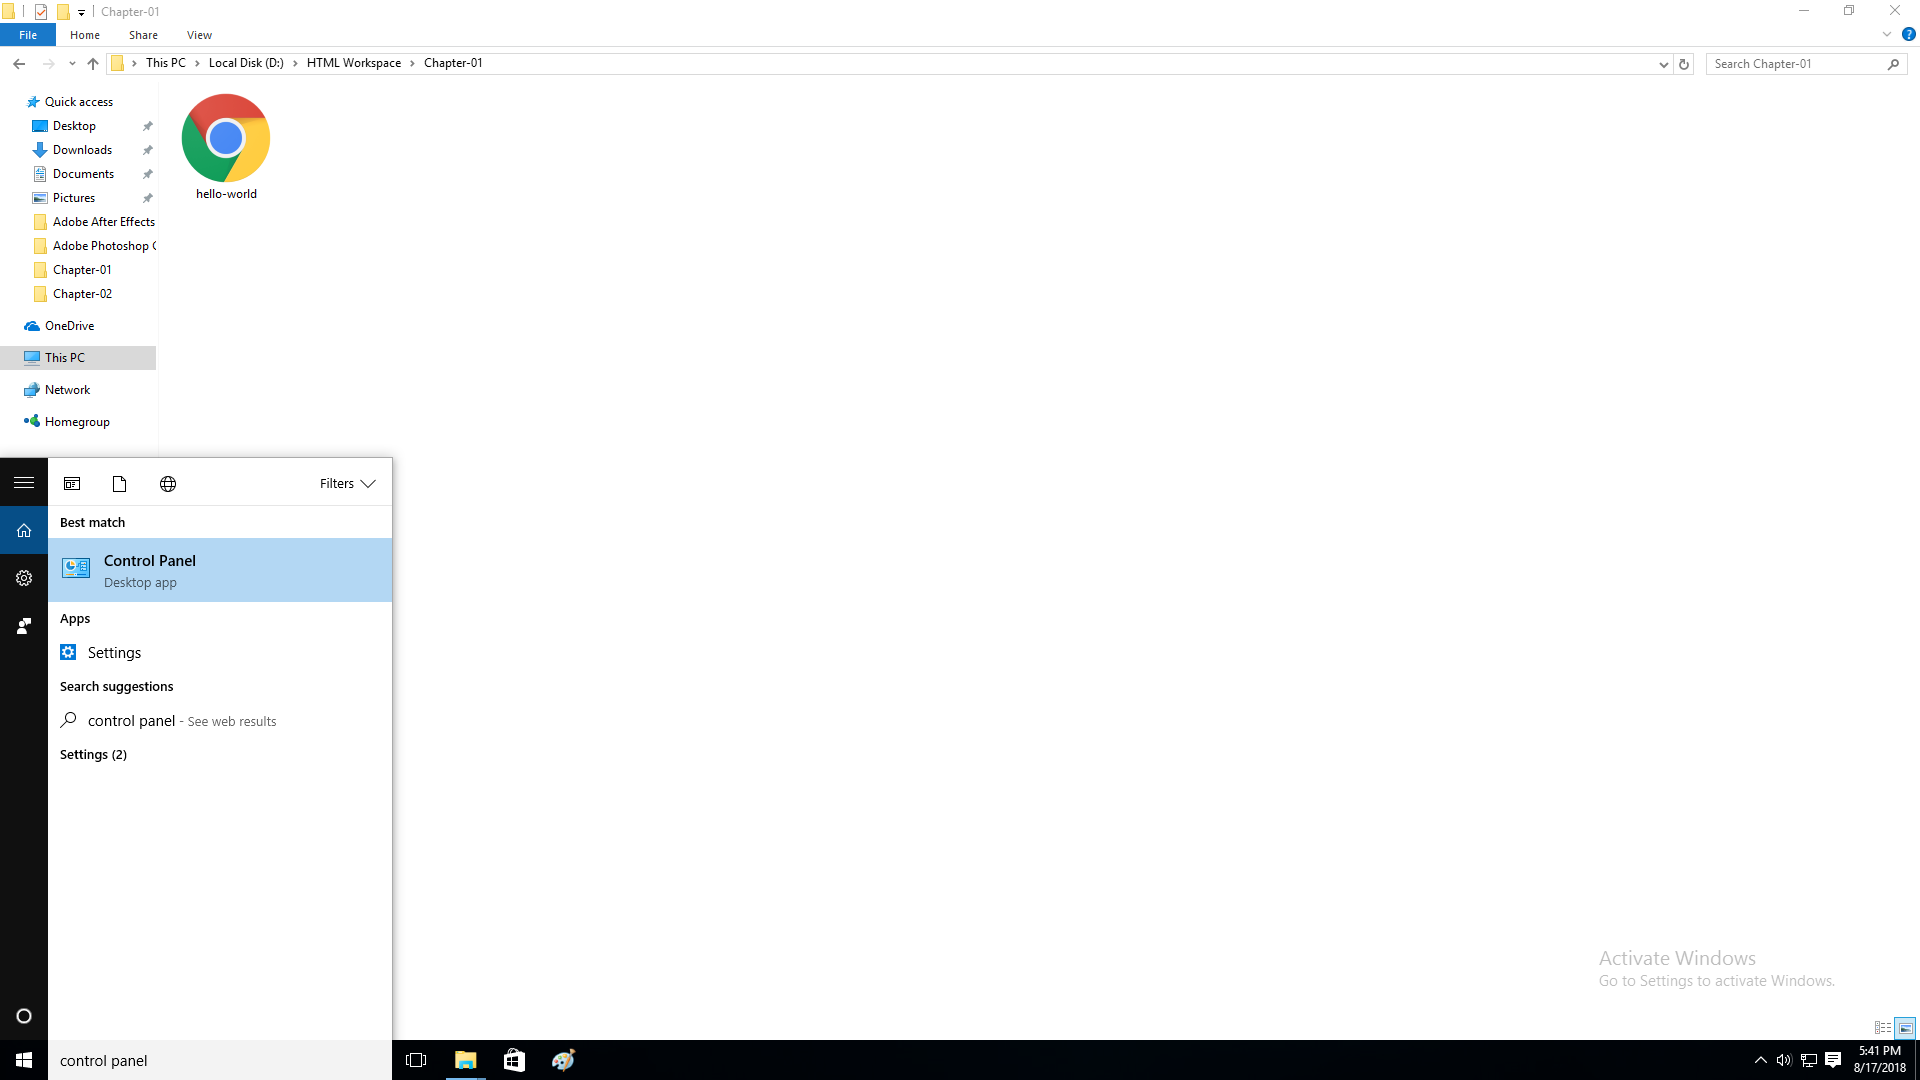 Chapter-01
File Home Share View
This PC Local Disk (D:) HTML Workspace Chapter-01
Search Chapter-01
Quick access
Desktop
Downloads
Documents
Pictures
Adobe After Effects
Adobe Photoshop C
Chapter-01
Chapter-02
OneDrive
This PC
Network
Homegroup
hello-world
Filters
Best match
Control Panel
Desktop app
Apps
Settings
Search suggestions
control panel - See web results
Settings (2)
Activate Windows
Go to Settings to activate Windows.
control panel
5:41 PM
8/17/2018